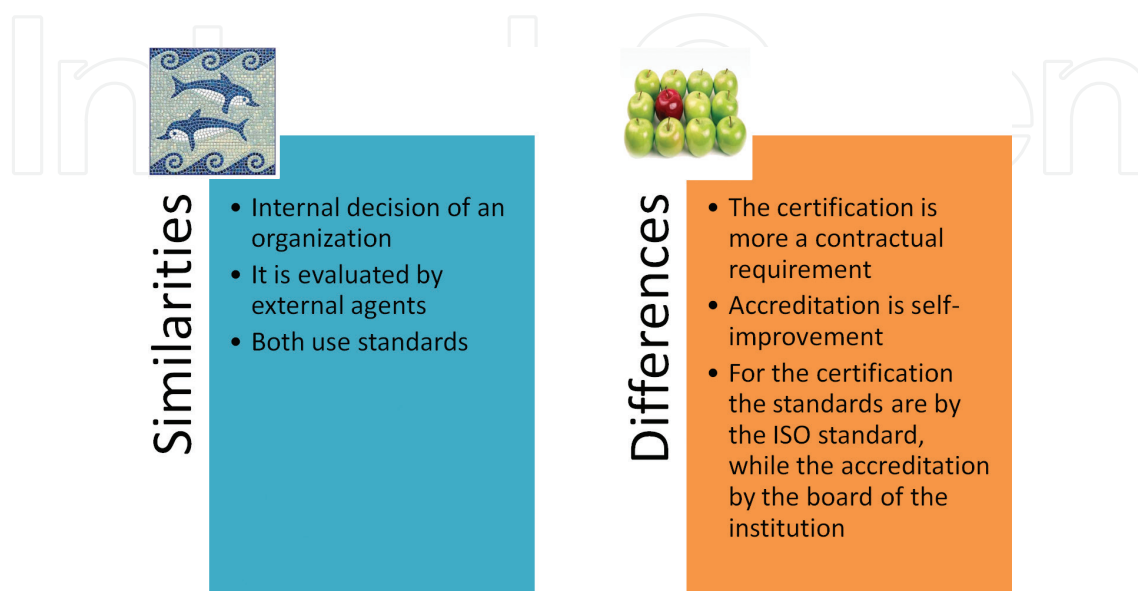 Similarities
• Internal decision of an
organization
• It is evaluated by
external agents
• Both use standards
Differences
• The certification is
more a contractual
requirement
• Accreditation is self-
improvement
• For the certification
the standards are by
the ISO standard,
while the accreditation
by the board of the
institution